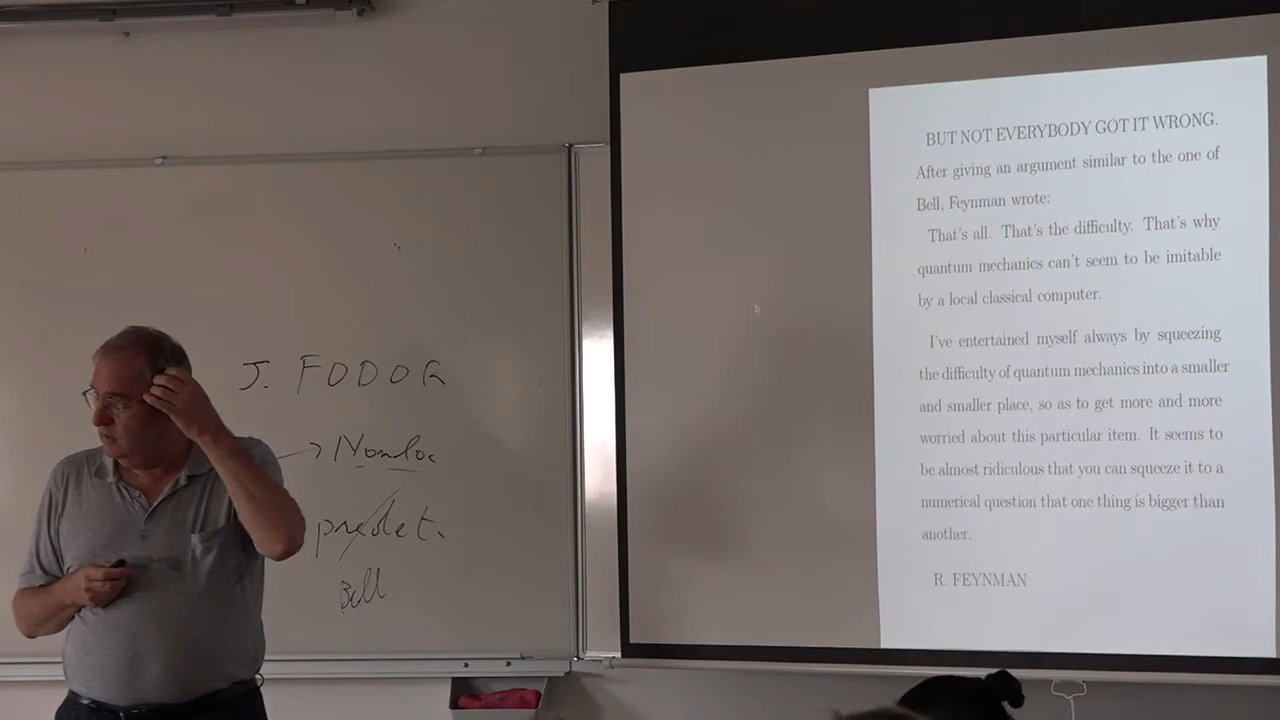 J. FODOR
→ Nonloc
predet.
Bell
BUT NOT EVERYBODY GOT IT WRONG.
After giving an argument similar to the one of
Bell, Feynman wrote:
That's all. That's the difficulty. That's why
quantum mechanics can't seem to be imitable
by a local classical computer.
I've entertained myself always by squeezing
the difficulty of quantum mechanics into a smaller
and smaller place, so as to get more and more
worried about this particular item. It seems to
be almost ridiculous that you can squeeze it to a
numerical question that one thing is bigger than
another.
R. FEYNMAN